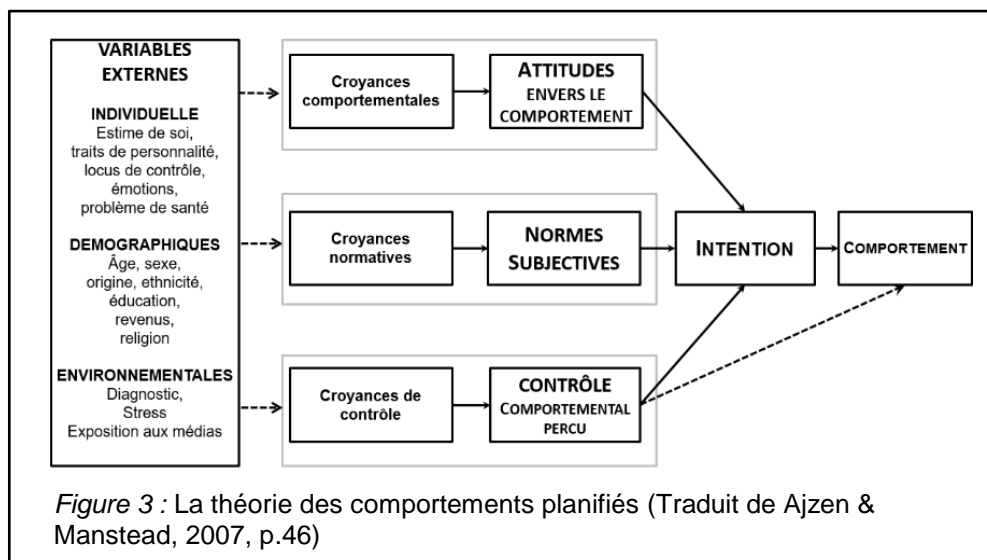 VARIABLES
EXTERNES
INDIVIDUELLE
Estime de soi,
traits de personnalité,
locus de contrôle,
émotions,
problème de santé
DEMOGRAPHIQUES
Âge, sexe,
origine, ethnicité,
éducation,
revenus,
religion
ENVIRONNEMENTALES
Diagnostic,
Stress
Exposition aux médias
Croyances
comportementales
ATTITUDES
ENVERS LE
COMPORTEMENT
Croyances
normatives
NORMES
SUBJECTIVES
Croyances de
contrôle
CONTRÔLE
COMPORTEMENTAL
PERCU
INTENTION
COMPORTEMENT
Figure 3 : La théorie des comportements planifiés (Traduit de Ajzen &
Manstead, 2007, p.46)